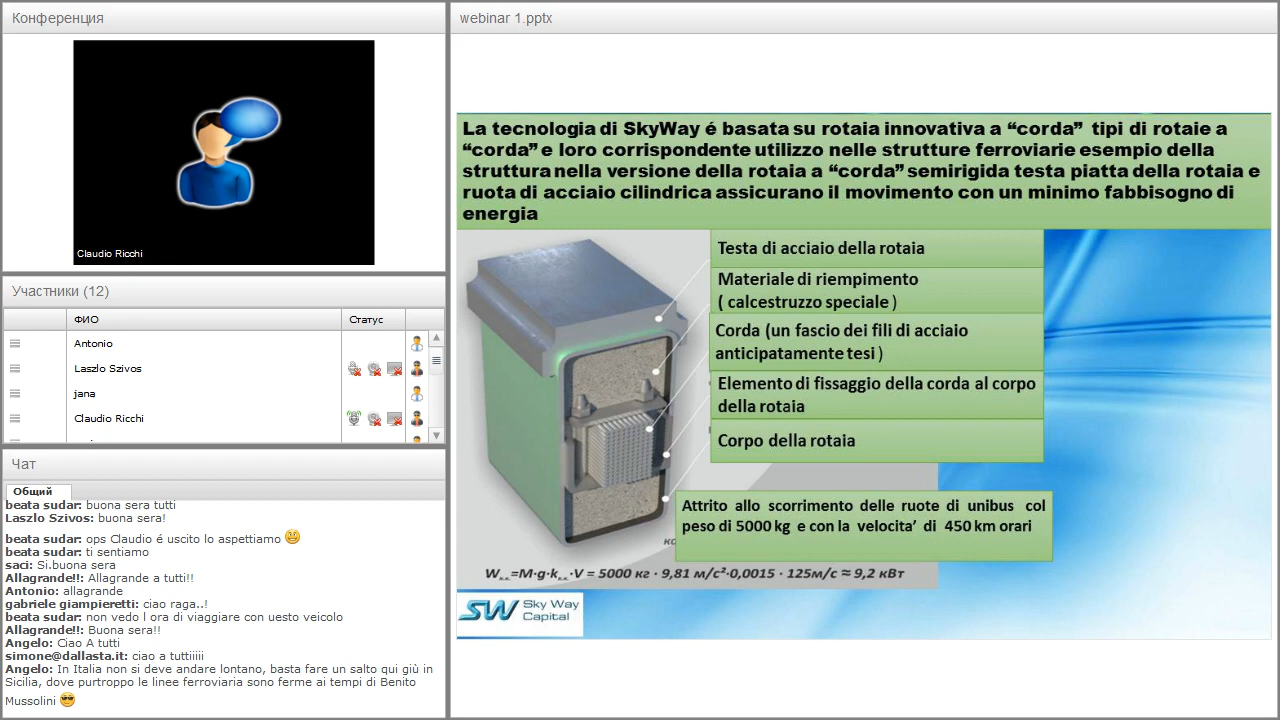 Конференция
Claudio Ricchi
Участники (12)
ФИО
Статус
Antonio
Laszlo Szivos
jana
Claudio Ricchi
Чат
Общий
beata sudar: buona sera tutti
Laszlo Szivos: buona sera!
beata sudar: ops Claudio é uscito lo aspettiamo
beata sudar: ti sentiamo
saci: Si.buona sera
Allagrande!!: Allagrande a tutti!!
Antonio: allagrande
gabriele giampieretti: ciao raga..!
beata sudar: non vedo l ora di viaggiare con uesto veicolo
Allagrande!!: Buona sera!!
Angelo: Ciao A tutti
simone@dallasta.it: ciao a tuttiiiii
Angelo: In Italia non si deve andare lontano, basta fare un salto qui giù in
Sicilia, dove purtroppo le linee ferroviaria sono ferme ai tempi di Benito
Mussolini
webinar 1.pptx
La tecnologia di SkyWay é basata su rotaia innovativa a “corda” tipi di rotaie a
“corda” e loro corrispondente utilizzo nelle strutture ferroviarie esempio della
struttura nella versione della rotaia a “corda” semirigida testa piatta della rotaia e
ruota di acciaio cilindrica assicurano il movimento con un minimo fabbisogno di
energia
Testa di acciaio della rotaia
Materiale di riempimento
( calcestruzzo speciale )
Corda (un fascio dei fili di acciaio
anticipatamente tesi )
Elemento di fissaggio della corda al corpo
della rotaia
Corpo della rotaia
Attrito allo scorrimento delle ruote di unibus col
peso di 5000 kg e con la velocita’ di 450 km orari
=M·g·k ·V = 5000 кг · 9,81 м/с²·0,0015 · 125м/с ≈ 9,2 кВт
SW Sky Way
Capital